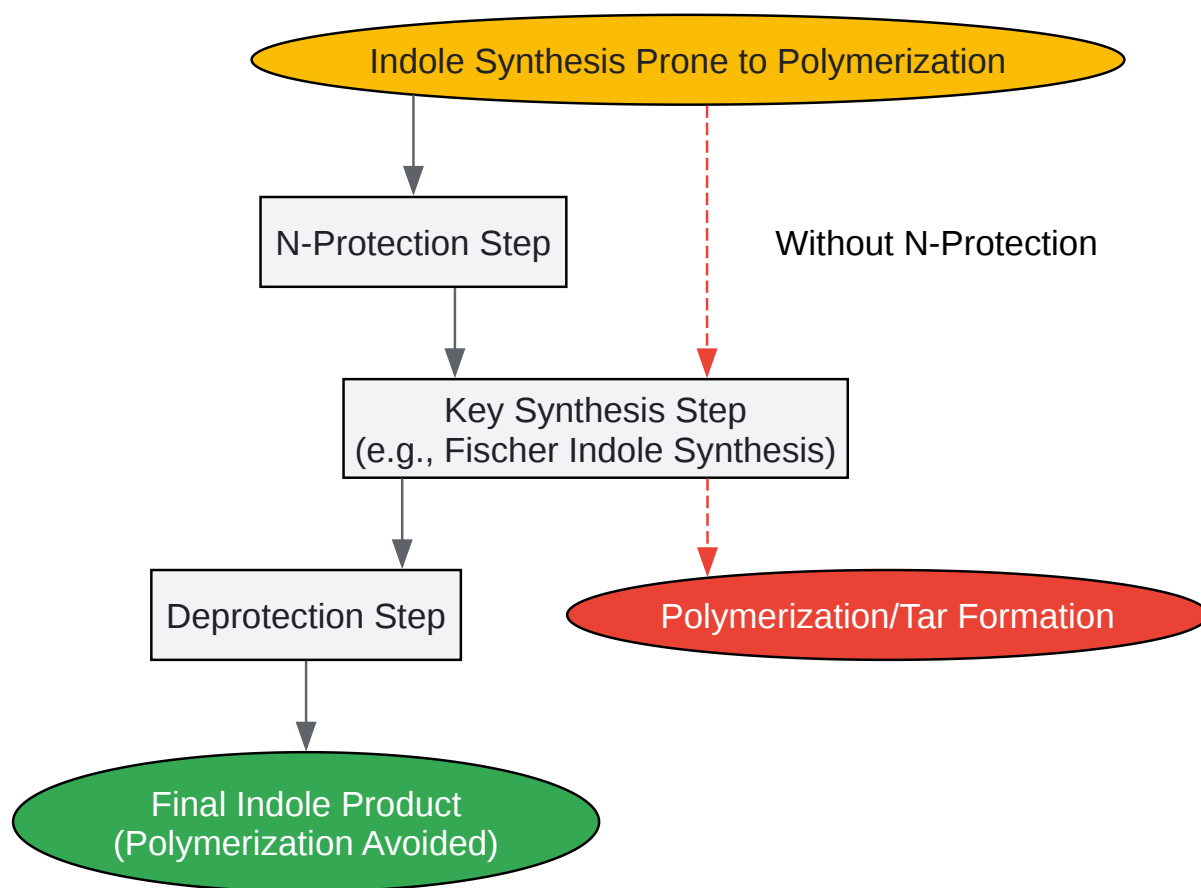 Indole Synthesis Prone to Polymerization
N-Protection Step
Without N-Protection
Key Synthesis Step
(e.g., Fischer Indole Synthesis)
Deprotection Step
Polymerization/Tar Formation
Final Indole Product
(Polymerization Avoided)